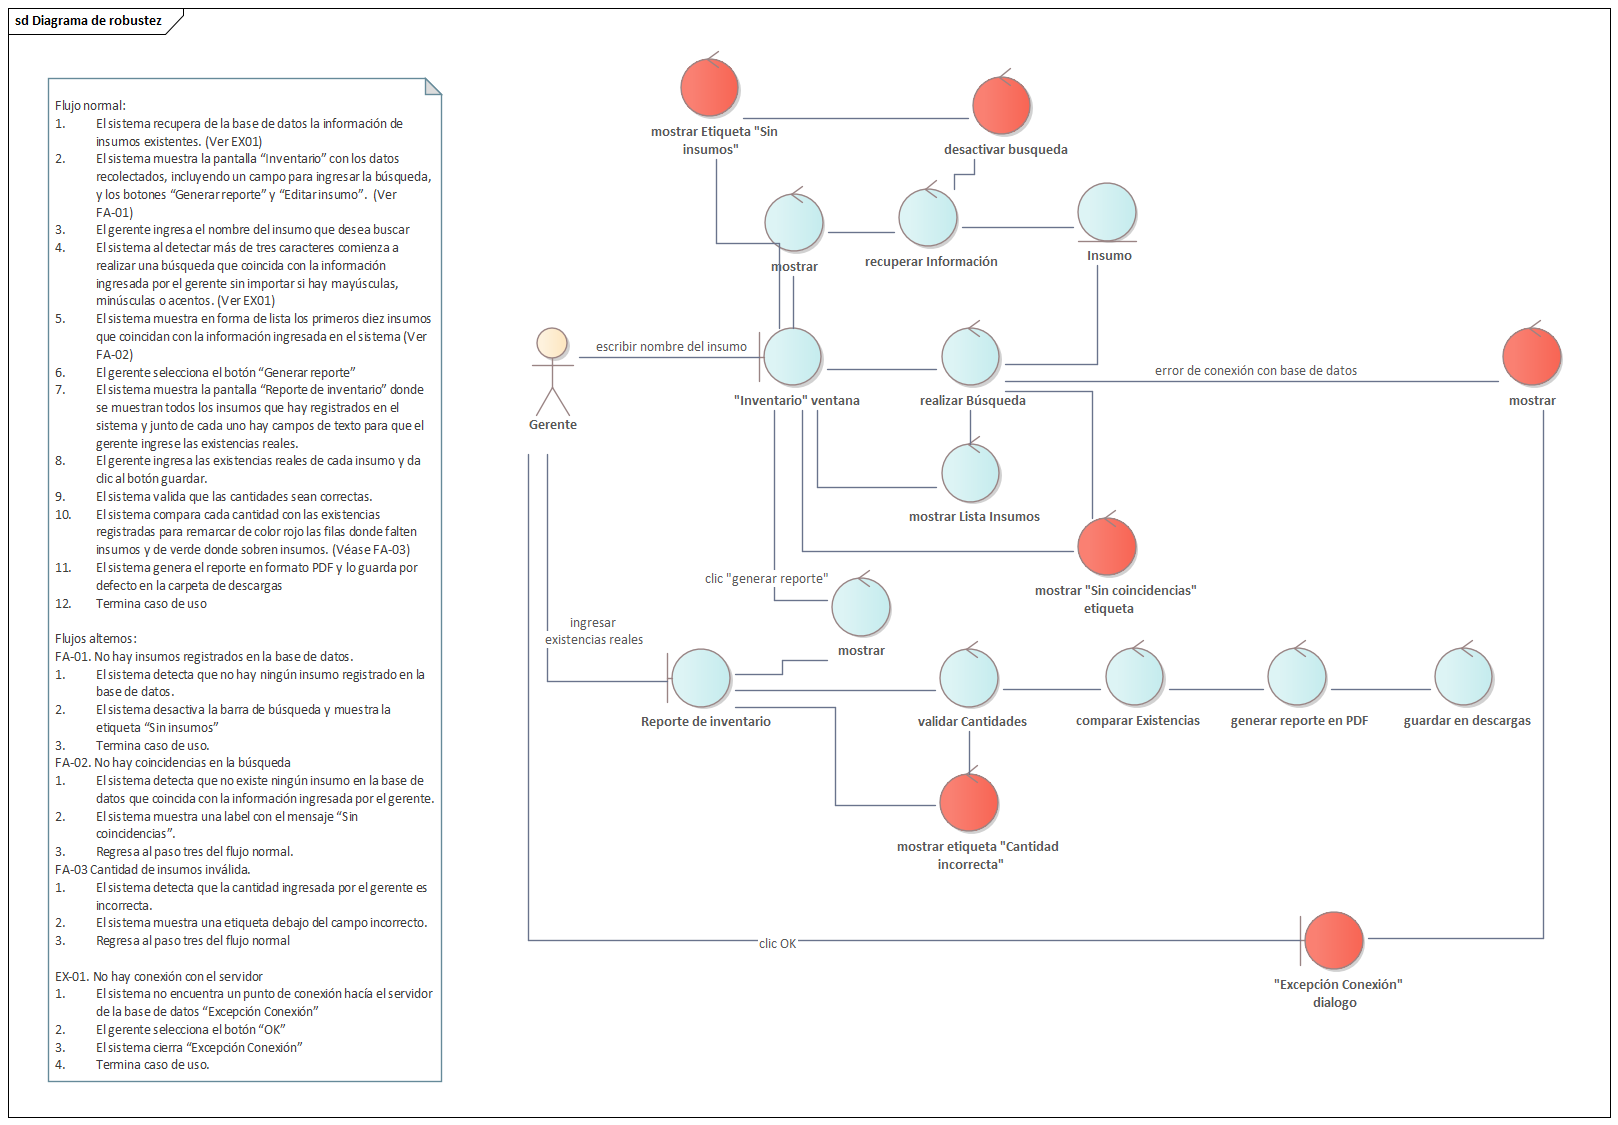 sd Diagrama de robustez
Flujo normal:
1. El sistema recupera de la base de datos la información de
insumos existentes. (Ver EX01)
2. El sistema muestra la pantalla “Inventario” con los datos
recolectados, incluyendo un campo para ingresar la búsqueda,
y los botones “Generar reporte” y “Editar insumo”. (Ver
FA-01)
3. El gerente ingresa el nombre del insumo que desea buscar
4. El sistema al detectar más de tres caracteres comienza a
realizar una búsqueda que coincida con la información
ingresada por el gerente sin importar si hay mayúsculas,
minúsculas o acentos. (Ver EX01)
5. El sistema muestra en forma de lista los primeros diez insumos
que coincidan con la información ingresada en el sistema (Ver
FA-02)
6. El gerente selecciona el botón “Generar reporte”
7. El sistema muestra la pantalla “Reporte de inventario” donde
se muestran todos los insumos que hay registrados en el
sistema y junto de cada uno hay campos de texto para que el
gerente ingrese las existencias reales.
8. El gerente ingresa las existencias reales de cada insumo y da
clic al botón guardar.
9. El sistema valida que las cantidades sean correctas.
10. El sistema compara cada cantidad con las existencias
registradas para remarcar de color rojo las filas donde falten
insumos y de verde donde sobren insumos. (Véase FA-03)
11. El sistema genera el reporte en formato PDF y lo guarda por
defecto en la carpeta de descargas
12. Termina caso de uso
Flujos alternos:
FA-01. No hay insumos registrados en la base de datos.
1. El sistema detecta que no hay ningún insumo registrado en la
base de datos.
2. El sistema desactiva la barra de búsqueda y muestra la
etiqueta “Sin insumos”
3. Termina caso de uso.
FA-02. No hay coincidencias en la búsqueda
1. El sistema detecta que no existe ningún insumo en la base de
datos que coincida con la información ingresada por el gerente.
2. El sistema muestra una label con el mensaje “Sin
coincidencias”.
3. Regresa al paso tres del flujo normal.
FA-03 Cantidad de insumos inválida.
1. El sistema detecta que la cantidad ingresada por el gerente es
incorrecta.
2. El sistema muestra una etiqueta debajo del campo incorrecto.
3. Regresa al paso tres del flujo normal
EX-01. No hay conexión con el servidor
1. El sistema no encuentra un punto de conexión hacía el servidor
de la base de datos “Excepción Conexión”
2. El gerente selecciona el botón “OK”
3. El sistema cierra “Excepción Conexión”
4. Termina caso de uso.
mostrar Etiqueta "Sin
insumos"
desactivar busqueda
mostrar
recuperar Información
Insumo
escribir nombre del insumo
Gerente
"Inventario" ventana
realizar Búsqueda
error de conexión con base de datos
mostrar
mostrar Lista Insumos
mostrar "Sin coincidencias"
etiqueta
clic "generar reporte"
mostrar
ingresar
existencias reales
Reporte de inventario
validar Cantidades
comparar Existencias
generar reporte en PDF
guardar en descargas
mostrar etiqueta "Cantidad
incorrecta"
clic OK
"Excepción Conexión"
dialogo